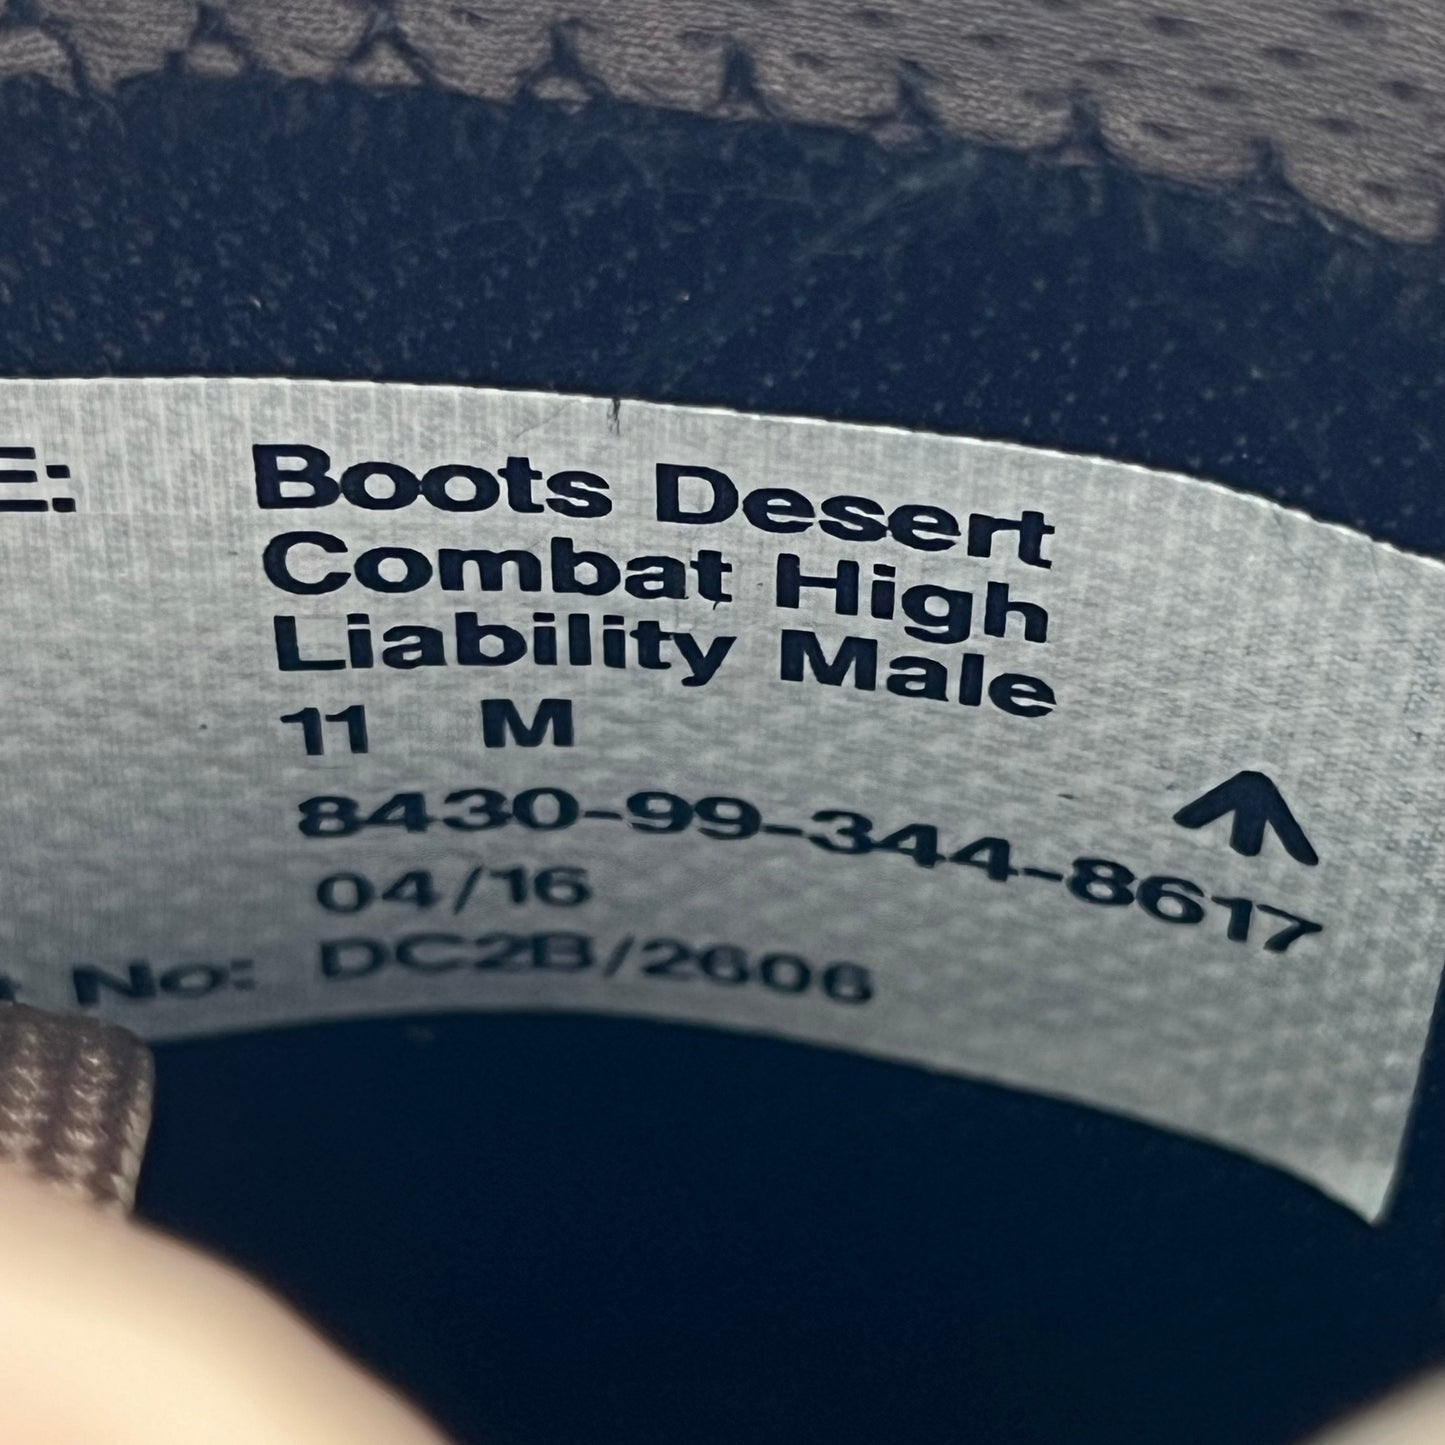 E: Boots Desert
Combat High
Liability Male
11 M
8430-99-344-8617
04/16
No: DC2B/2606